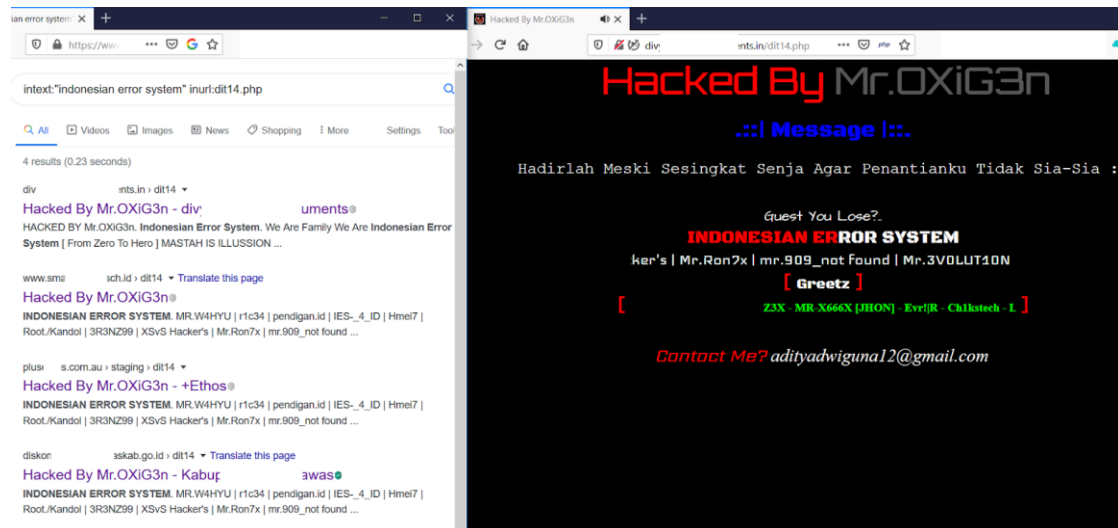 ian error system
https://www
intext:"indonesian error system" inurl:dit14.php
All Videos Images News Shopping More Settings Tool
4 results (0.23 seconds)
div nts.in › dit14
Hacked By Mr.OXiG3n - div uments
HACKED BY Mr.OXiG3n. Indonesian Error System. We Are Family We Are Indonesian Error
System [ From Zero To Hero ] MASTAH IS ILLUSSION ...
www.sma sch.id › dit14 Translate this page
Hacked By Mr.OXiG3n
INDONESIAN ERROR SYSTEM. MR.W4HYU | r1c34 | pendigan.id | IES-_4_ID | Hmei7 |
Root./Kandol | 3R3NZ99 | XSvS Hacker's | Mr.Ron7x | mr.909_not found ...
plus s.com.au › staging › dit14
Hacked By Mr.OXiG3n - +Ethos
INDONESIAN ERROR SYSTEM. MR.W4HYU | r1c34 | pendigan.id | IES-_4_ID | Hmei7 |
Root./Kandol | 3R3NZ99 | XSvS Hacker's | Mr.Ron7x | mr.909_not found ...
diskon askab.go.id › dit14 Translate this page
Hacked By Mr.OXiG3n - Kabup awas
INDONESIAN ERROR SYSTEM. MR.W4HYU | r1c34 | pendigan.id | IES-_4_ID | Hmei7 |
Root./Kandol | 3R3NZ99 | XSvS Hacker's | Mr.Ron7x | mr.909_not found ...
Hacked By Mr.OXiG3n
div nts.in/dit14.php php
Hacked By Mr.OXiG3n
.::| Message |::.
Hadirlah Meski Sesingkat Senja Agar Penantianku Tidak Sia-Sia :
Guest You Lose?..
INDONESIAN ERROR SYSTEM
ker's | Mr.Ron7x | mr.909_not found | Mr.3V0LUT10N
[ Greetz ]
[ Z3X - MR-X666X [JHON] - Evr!|R - Ch1kstech - L ]
Contact Me? adityadwiguna12@gmail.com